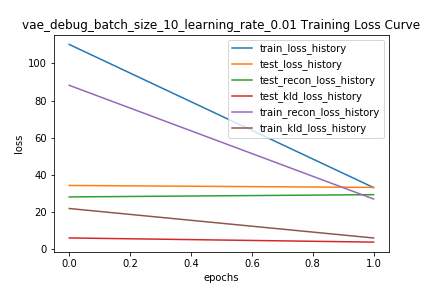 vae_debug_batch_size_10_learning_rate_0.01 Training Loss Curve
train_loss_history
test_loss_history
test_recon_loss_history
test_kld_loss_history
train_recon_loss_history
train_kld_loss_history
loss
100
80
60
40
20
0
0.0 0.2 0.4 0.6 0.8 1.0
epochs